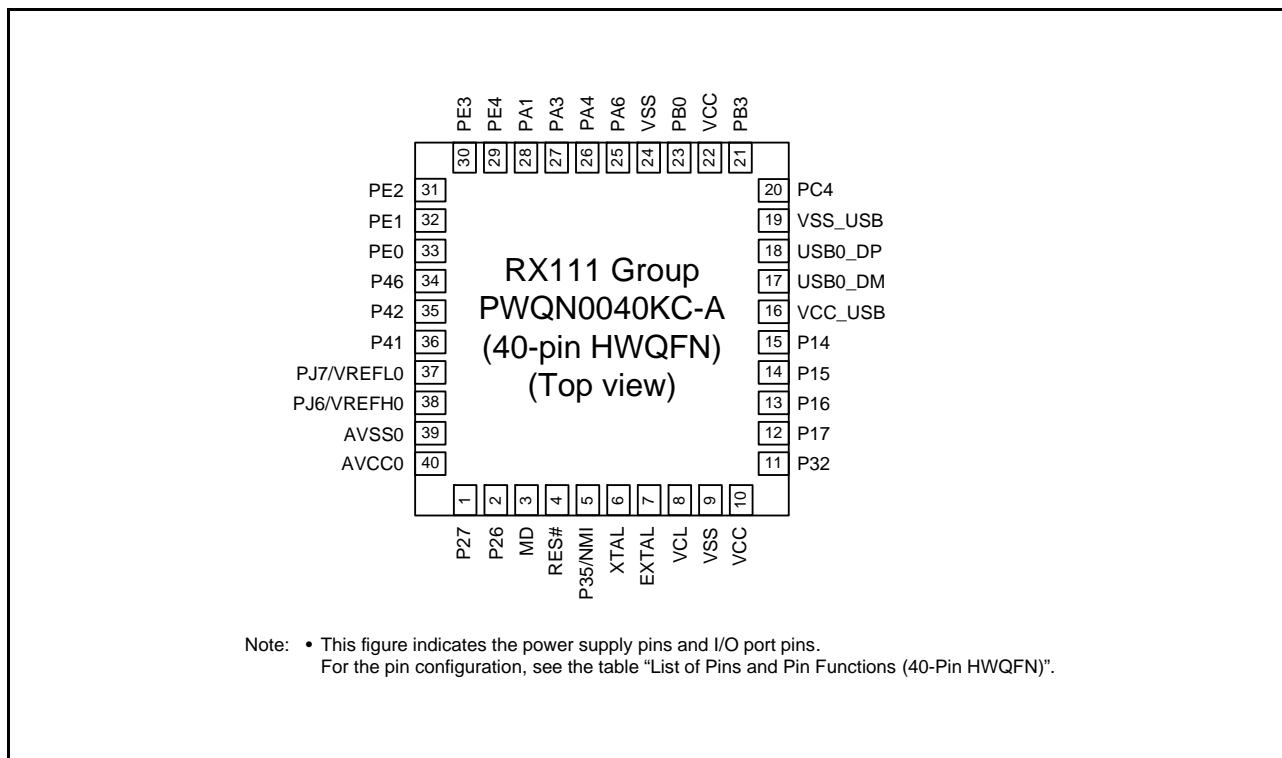 PE3
PE4
PA1
PA3
PA4
PA6
VSS
PB0
VCC
PB3
30
29
28
27
26
25
24
23
22
21
PE2 31
PE1 32
PE0 33
P46 34
P42 35
P41 36
PJ7/VREFL0 37
PJ6/VREFH0 38
AVSS0 39
AVCC0 40
RX111 Group
PWQN0040KC-A
(40-pin HWQFN)
(Top view)
20 PC4
19 VSS_USB
18 USB0_DP
17 USB0_DM
16 VCC_USB
15 P14
14 P15
13 P16
12 P17
11 P32
1
2
3
4
5
6
7
8
9
10
P27
P26
MD
RES#
P35/NMI
XTAL
EXTAL
VCL
VSS
VCC
Note: • This figure indicates the power supply pins and I/O port pins.
For the pin configuration, see the table “List of Pins and Pin Functions (40-Pin HWQFN)”.